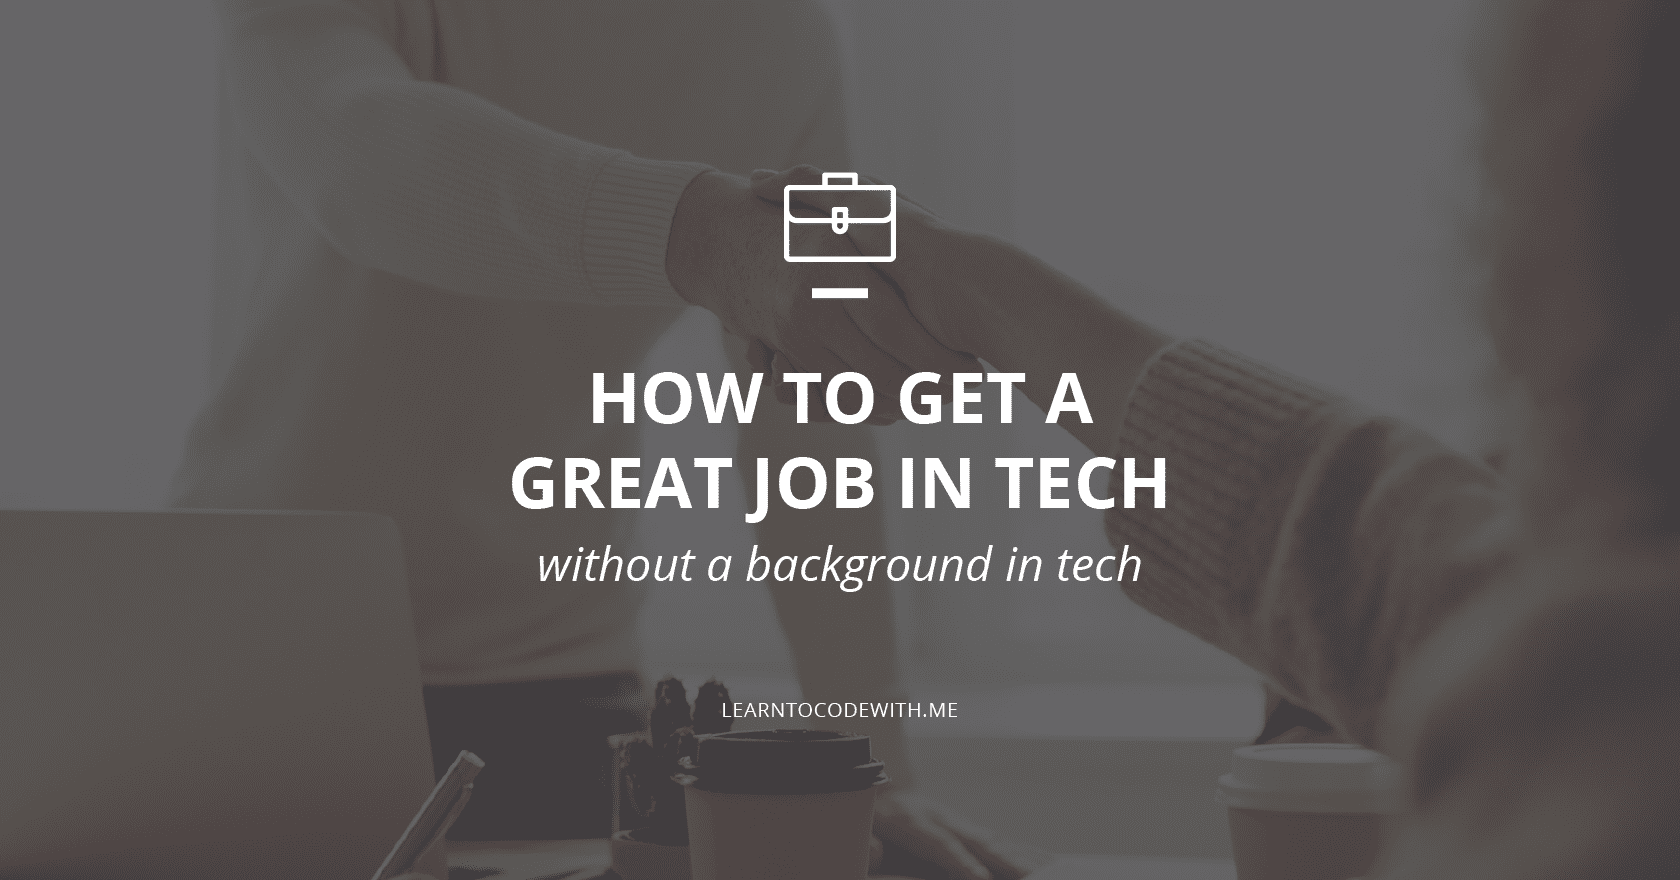 HOW TO GET A
GREAT JOB IN TECH
without a background in tech
LEARNTOCODEWITH.ME